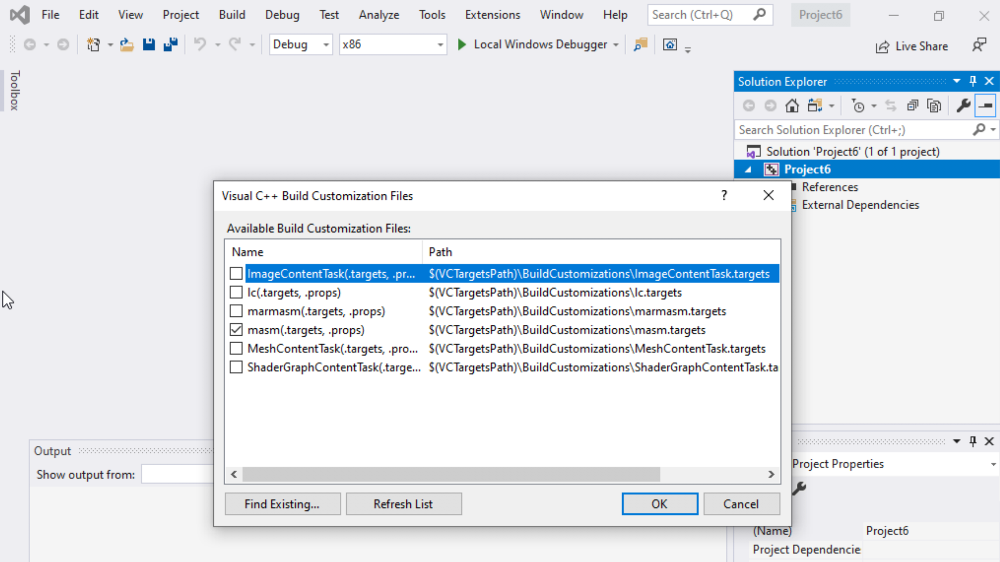 File Edit View Project Build Debug Test Analyze Tools Extensions Window Help Search (Ctrl+Q) Project6
Debug x86 Local Windows Debugger Live Share
Toolbox
Solution Explorer
Search Solution Explorer (Ctrl+;)
Solution 'Project6' (1 of 1 project)
Project6
References
External Dependencies
Visual C++ Build Customization Files
Available Build Customization Files:
Name Path
ImageContentTask(.targets, .pr... $(VCTargetsPath)\BuildCustomizations\ImageContentTask.targets
lc(.targets, .props) $(VCTargetsPath)\BuildCustomizations\lc.targets
marmasm(.targets, .props) $(VCTargetsPath)\BuildCustomizations\marmasm.targets
masm(.targets, .props) $(VCTargetsPath)\BuildCustomizations\masm.targets
MeshContentTask(.targets, .pro... $(VCTargetsPath)\BuildCustomizations\MeshContentTask.targets
ShaderGraphContentTask(.targe... $(VCTargetsPath)\BuildCustomizations\ShaderGraphContentTask.ta
Find Existing... Refresh List OK Cancel
Output
Show output from:
Project Properties
(Name) Project6
Project Dependencie